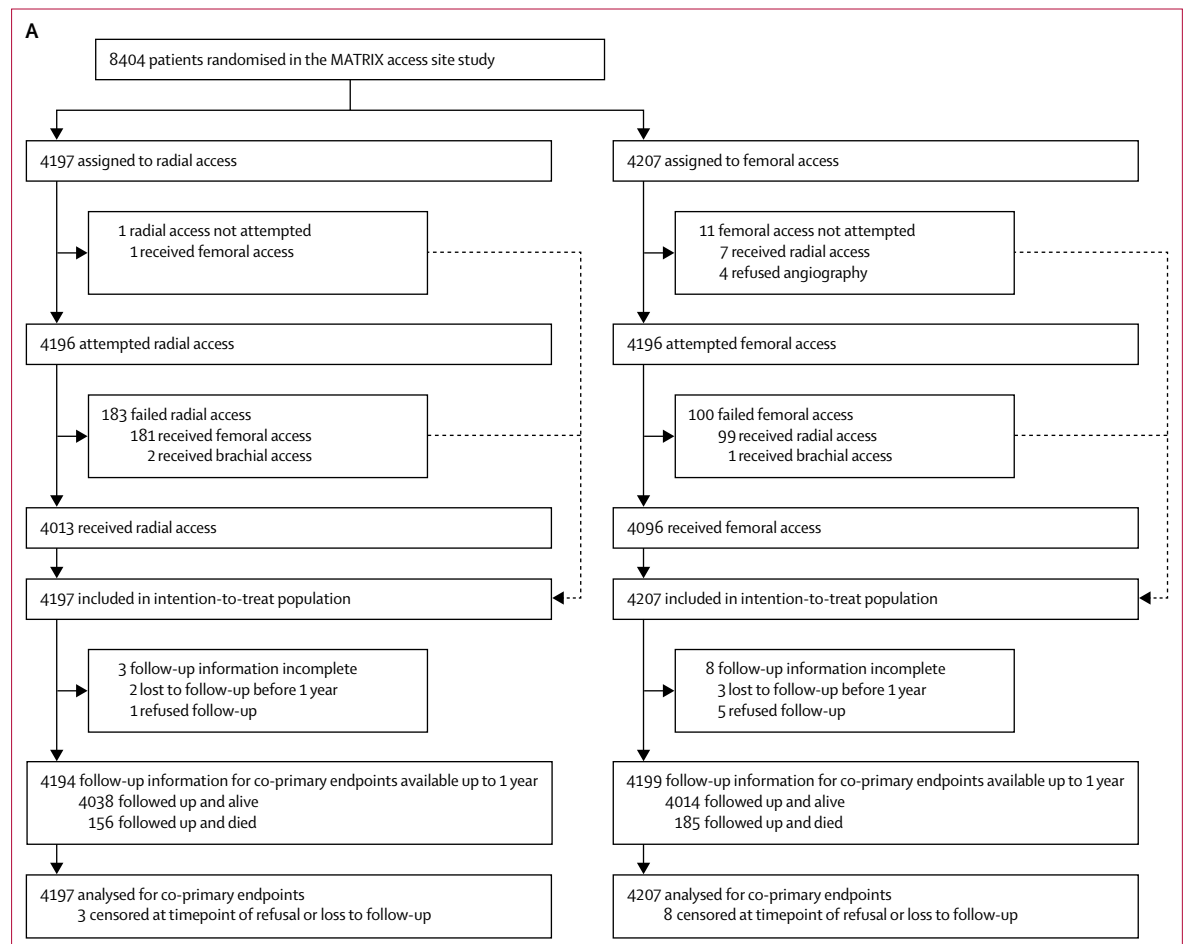 A
8404 patients randomised in the MATRIX access site study
4197 assigned to radial access
4207 assigned to femoral access
1 radial access not attempted
1 received femoral access
11 femoral access not attempted
7 received radial access
4 refused angiography
4196 attempted radial access
4196 attempted femoral access
183 failed radial access
181 received femoral access
2 received brachial access
100 failed femoral access
99 received radial access
1 received brachial access
4013 received radial access
4096 received femoral access
4197 included in intention-to-treat population
4207 included in intention-to-treat population
3 follow-up information incomplete
2 lost to follow-up before 1 year
1 refused follow-up
8 follow-up information incomplete
3 lost to follow-up before 1 year
5 refused follow-up
4194 follow-up information for co-primary endpoints available up to 1 year
4038 followed up and alive
156 followed up and died
4199 follow-up information for co-primary endpoints available up to 1 year
4014 followed up and alive
185 followed up and died
4197 analysed for co-primary endpoints
3 censored at timepoint of refusal or loss to follow-up
4207 analysed for co-primary endpoints
8 censored at timepoint of refusal or loss to follow-up